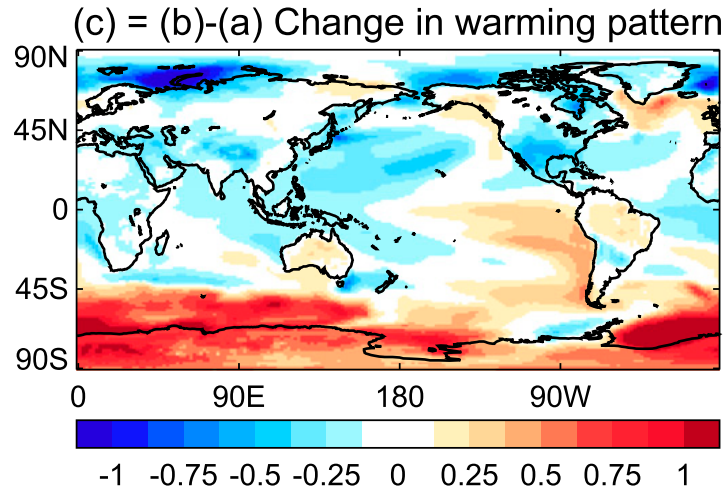 (c) = (b)-(a) Change in warming pattern
90N
45N
0
45S
90S
0 90E 180 90W
-1 -0.75 -0.5 -0.25 0 0.25 0.5 0.75 1